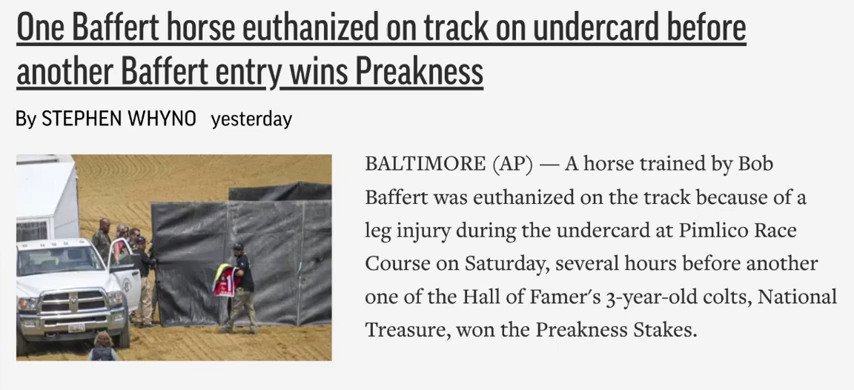 One Baffert horse euthanized on track on undercard before
another Baffert entry wins Preakness
By STEPHEN WHYNO yesterday
BALTIMORE (AP) — A horse trained by Bob
Baffert was euthanized on the track because of a
leg injury during the undercard at Pimlico Race
Course on Saturday, several hours before another
one of the Hall of Famer's 3-year-old colts, National
Treasure, won the Preakness Stakes.